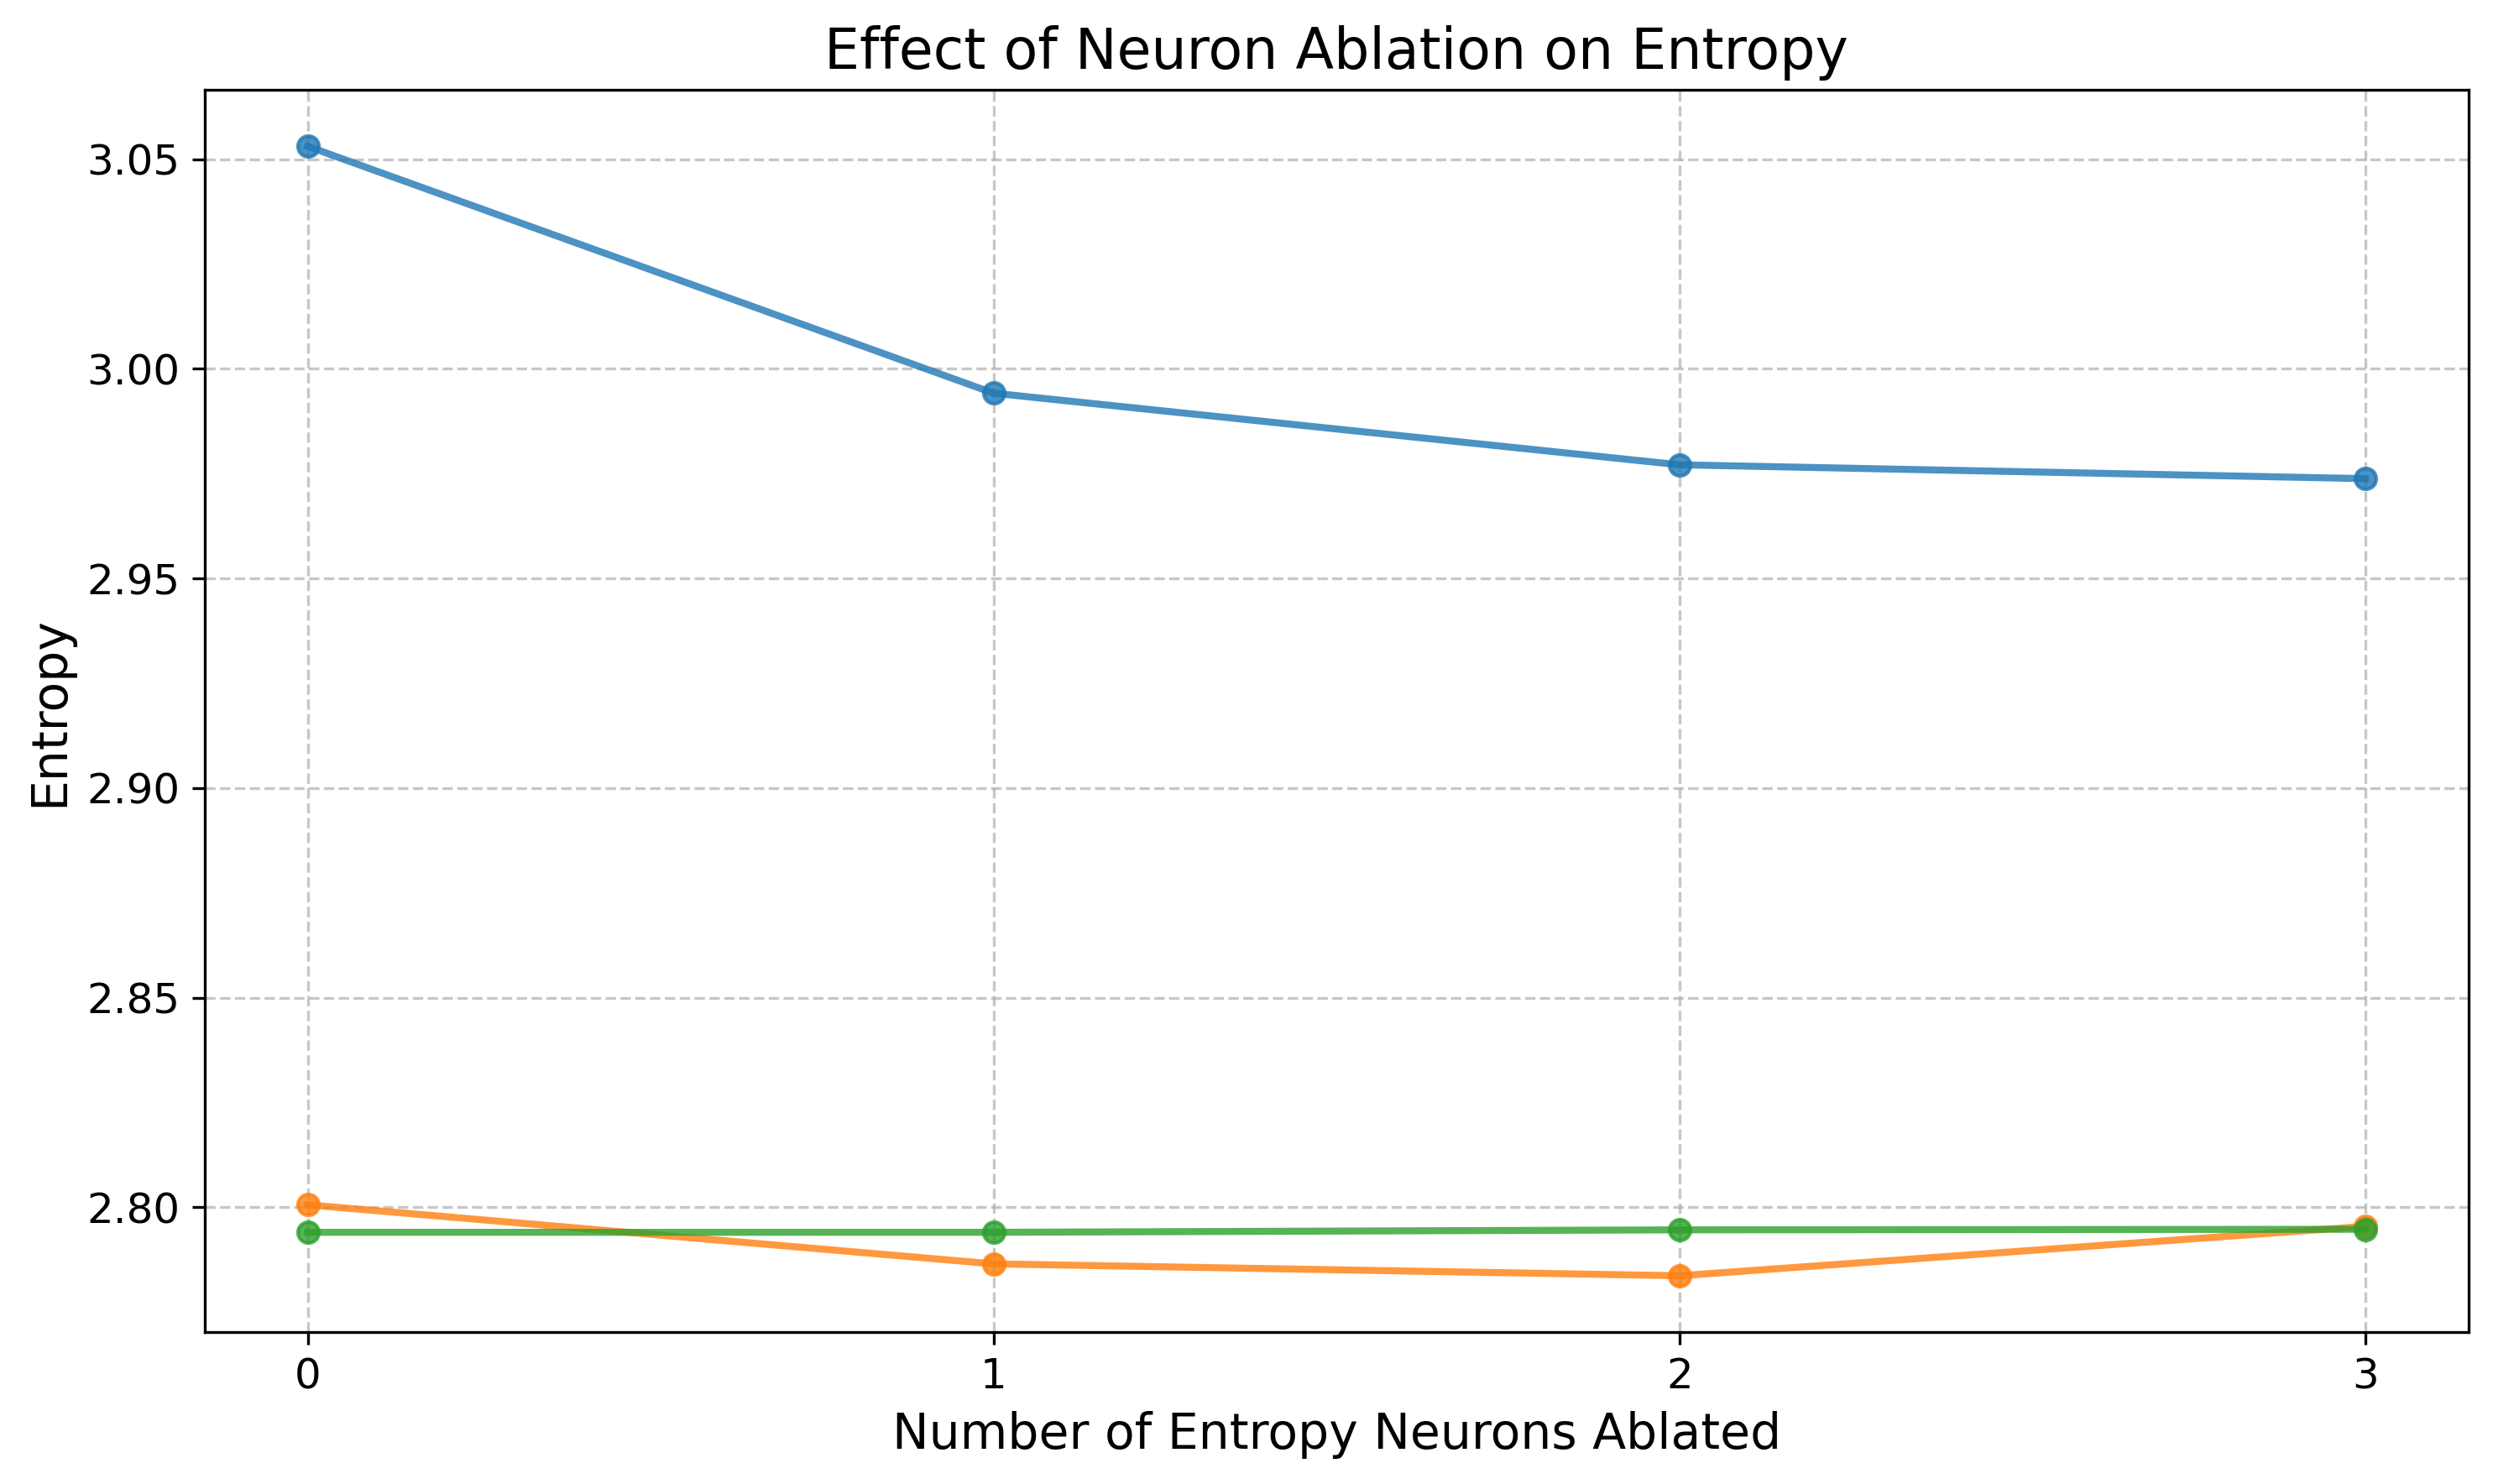 Effect of Neuron Ablation on Entropy
3.05
3.00
2.95
2.90
2.85
2.80
Entropy
0 1 2 3
Number of Entropy Neurons Ablated